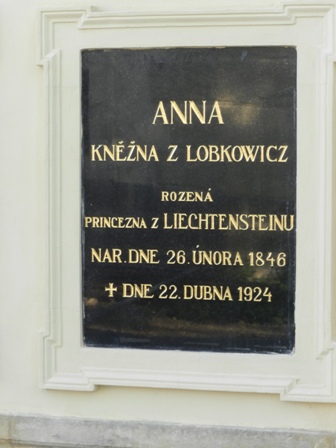 ANNA
KNĚŽNA Z LOBKOWICZ
ROZENÁ
PRINCEZNA Z LIECHTENSTEINU
NAR. DNE 26. ÚNORA 1846
✝ DNE 22. DUBNA 1924